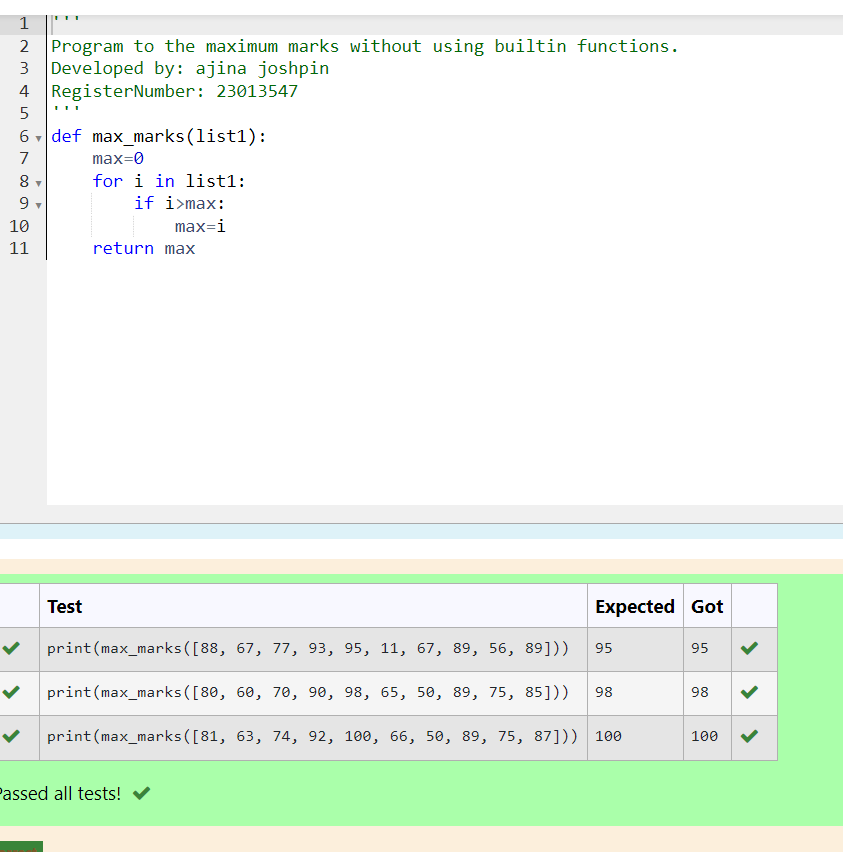 1 '''
2 Program to the maximum marks without using builtin functions.
3 Developed by: ajina joshpin
4 RegisterNumber: 23013547
5 '''
6 def max_marks(list1):
7     max=0
8     for i in list1:
9         if i>max:
10             max=i
11     return max
Test Expected Got
print(max_marks([88, 67, 77, 93, 95, 11, 67, 89, 56, 89])) 95 95
print(max_marks([80, 60, 70, 90, 98, 65, 50, 89, 75, 85])) 98 98
print(max_marks([81, 63, 74, 92, 100, 66, 50, 89, 75, 87])) 100 100
Passed all tests!